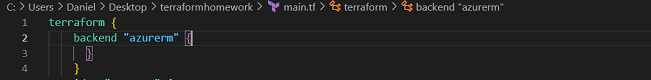 C: > Users > Daniel > Desktop > terraformhomework > main.tf > terraform > backend "azurerm"
1 terraform {
2 backend "azurerm" {
3 }
4 }